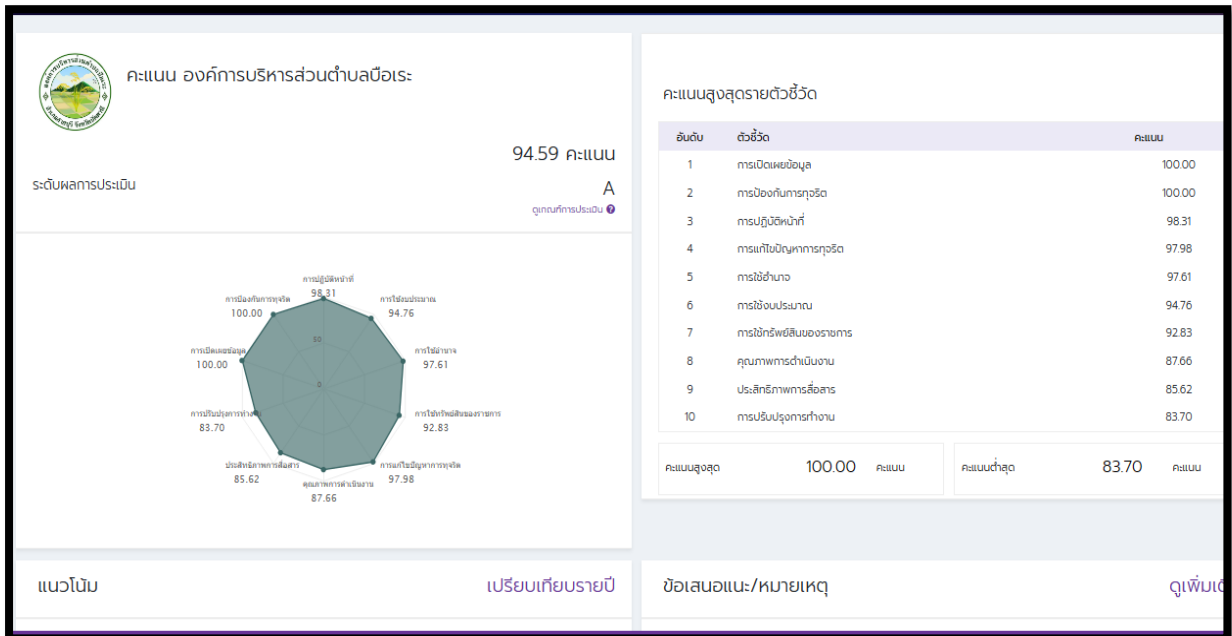 คะแนน องค์การบริหารส่วนตำบลบือเระ
94.59 คะแนน
ระดับผลการประเมิน
A
ดูเกณฑ์การประเมิน
การปฏิบัติหน้าที่
98.31
การป้องกันการทุจริต
100.00
การใช้งบประมาณ
94.76
50
การเปิดเผยข้อมูล
100.00
การใช้อำนาจ
97.61
0
การปรับปรุงการทำงาน
83.70
การใช้ทรัพย์สินของราชการ
92.83
ประสิทธิภาพการสื่อสาร
85.62
การแก้ไขปัญหาการทุจริต
97.98
คุณภาพการดำเนินงาน
87.66
คะแนนสูงสุดรายตัวชี้วัด
อันดับ ตัวชี้วัด คะแนน
1 การเปิดเผยข้อมูล 100.00
2 การป้องกันการทุจริต 100.00
3 การปฏิบัติหน้าที่ 98.31
4 การแก้ไขปัญหาการทุจริต 97.98
5 การใช้อำนาจ 97.61
6 การใช้งบประมาณ 94.76
7 การใช้ทรัพย์สินของราชการ 92.83
8 คุณภาพการดำเนินงาน 87.66
9 ประสิทธิภาพการสื่อสาร 85.62
10 การปรับปรุงการทำงาน 83.70
คะแนนสูงสุด 100.00 คะแนน
คะแนนต่ำสุด 83.70 คะแนน
แนวโน้ม เปรียบเทียบรายปี
ข้อเสนอแนะ/หมายเหตุ